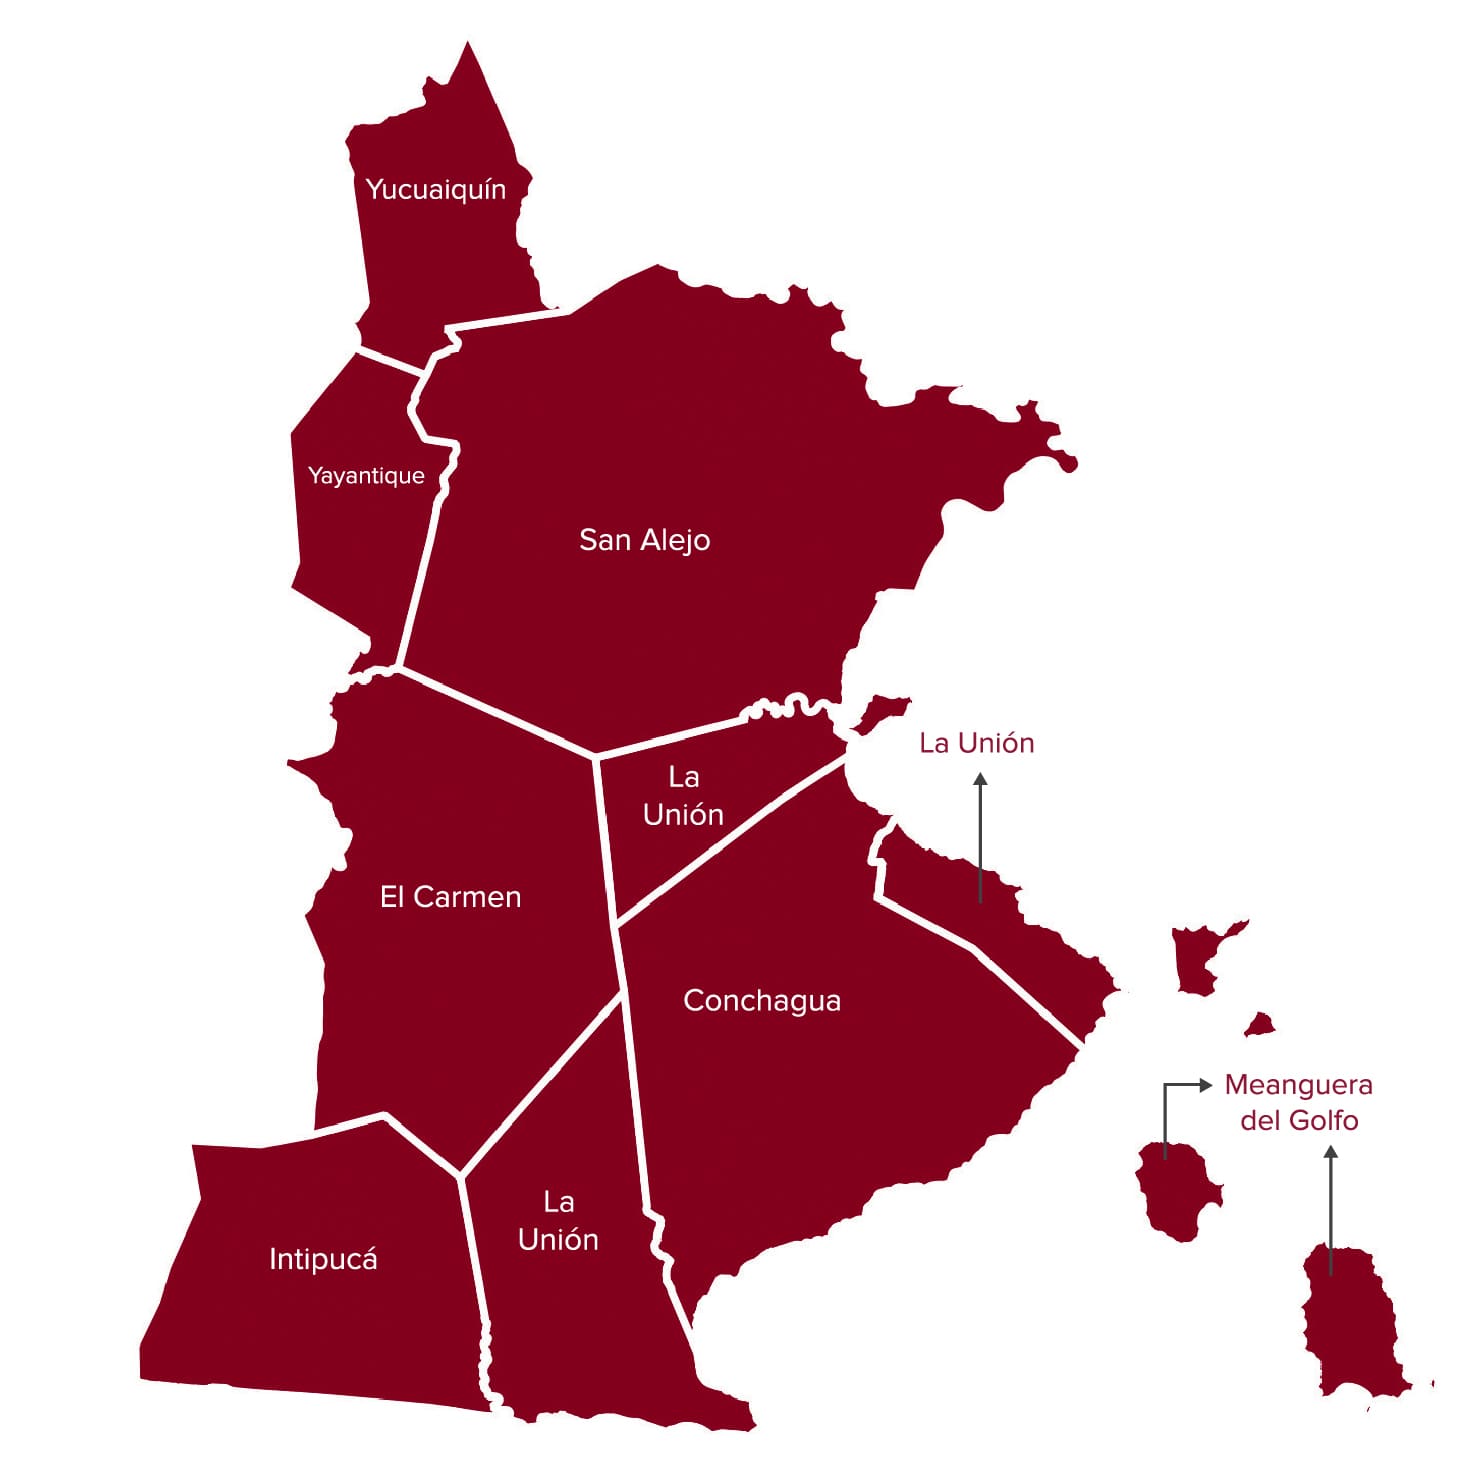 Yucuaiquín
Yayantique
San Alejo
La Unión
La
Unión
El Carmen
Conchagua
Meanguera
del Golfo
La
Unión
Intipucá